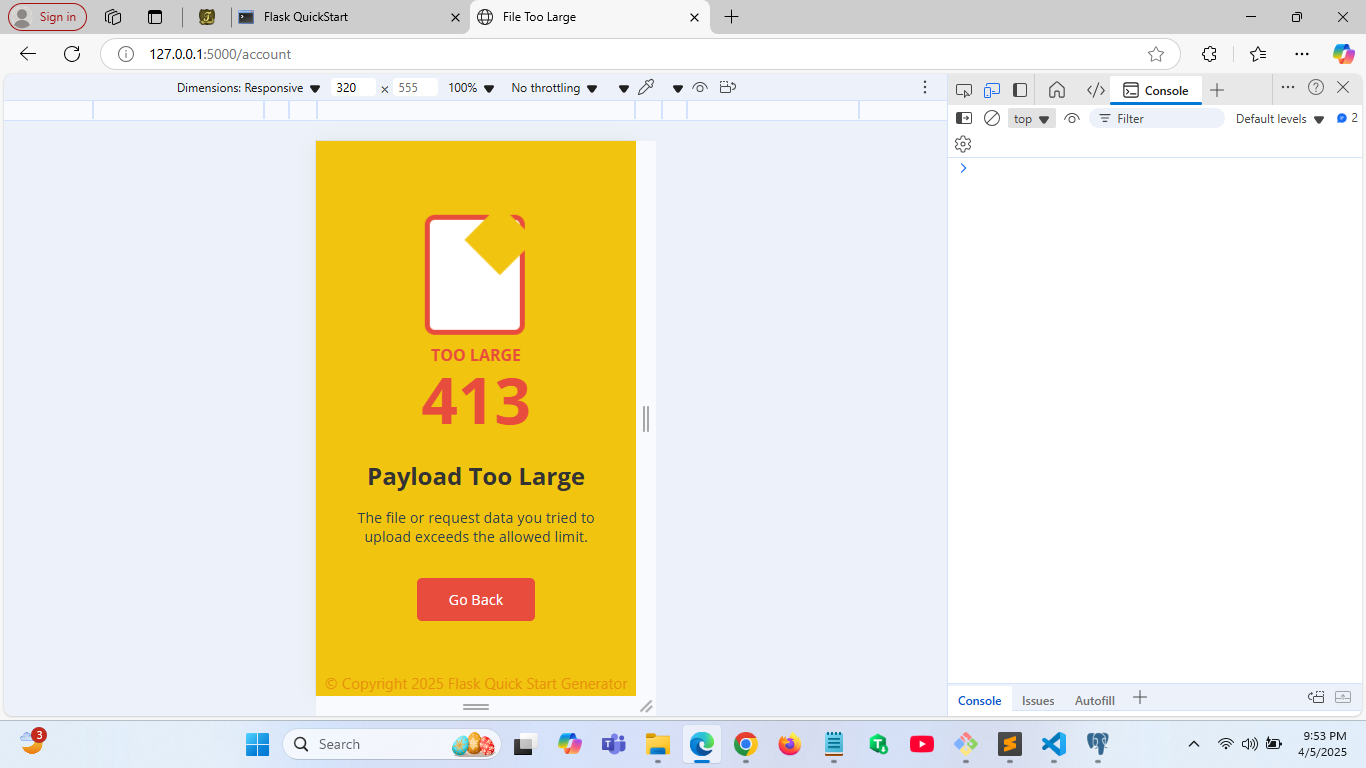 Sign in
Flask QuickStart
File Too Large
127.0.0.1:5000/account
Dimensions: Responsive 320 × 555 100% No throttling
Console
top Filter Default levels 2
TOO LARGE
413
Payload Too Large
The file or request data you tried to
upload exceeds the allowed limit.
Go Back
© Copyright 2025 Flask Quick Start Generator
Console Issues Autofill
3
Search
9:53 PM
4/5/2025